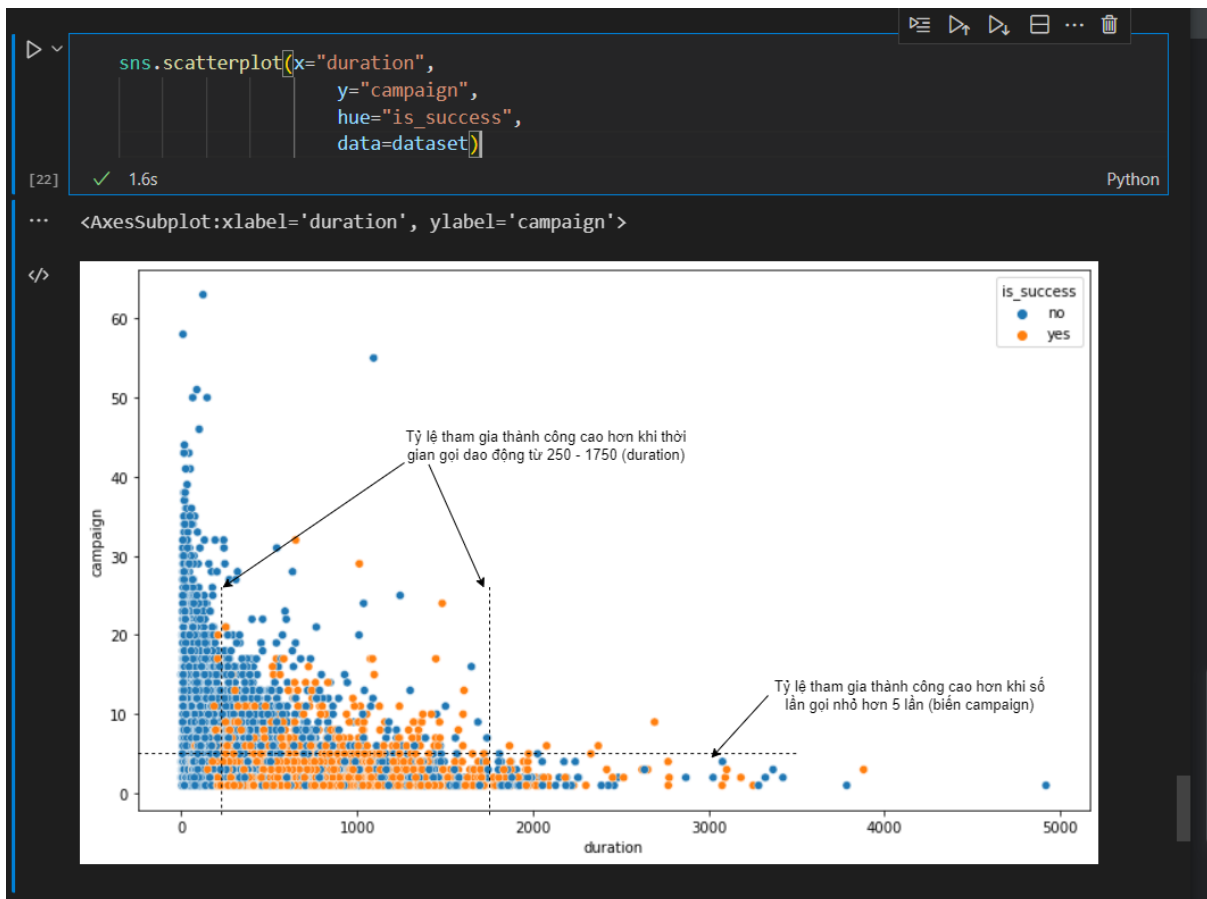 sns.scatterplot(x="duration",
y="campaign",
hue="is_success",
data=dataset)
[22]
1.6s
Python
<AxesSubplot:xlabel='duration', ylabel='campaign'>
is_success
no
yes
60
50
40
30
20
10
0
campaign
Tỷ lệ tham gia thành công cao hơn khi thời
gian gọi dao động từ 250 - 1750 (duration)
Tỷ lệ tham gia thành công cao hơn khi số
lần gọi nhỏ hơn 5 lần (biến campaign)
0
1000
2000
3000
4000
5000
duration